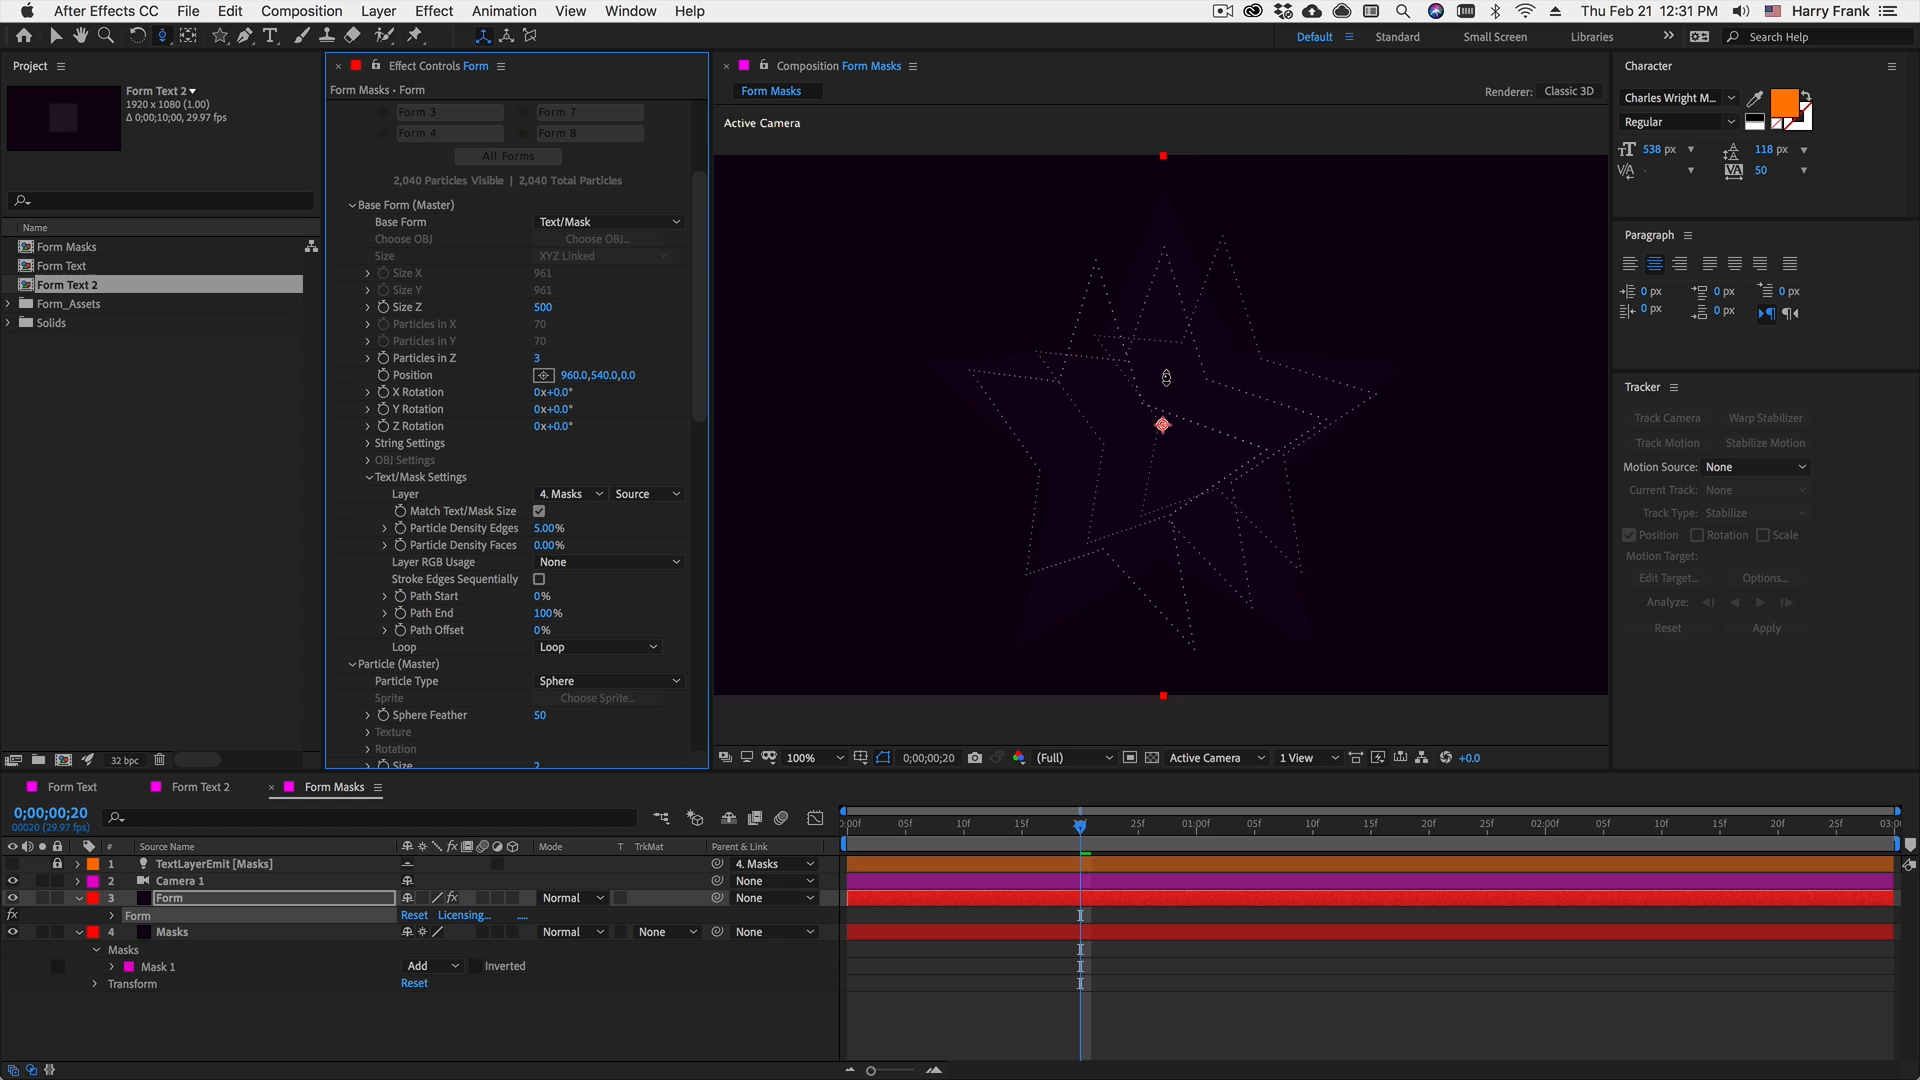 After Effects CC File Edit Composition Layer Effect Animation View Window Help
Thu Feb 21 12:31 PM Harry Frank
Default Standard Small Screen Libraries Search Help
Project
Form Text 2
1920 x 1080 (1.00)
Δ 0;00;10;00, 29.97 fps
Name
Form Masks
Form Text
Form Text 2
Form_Assets
Solids
32 bpc
Effect Controls Form
Form Masks • Form
Form 3 Form 7
Form 4 Form 8
All Forms
2,040 Particles Visible | 2,040 Total Particles
Base Form (Master)
Base Form Text/Mask
Choose OBJ Choose OBJ...
Size XYZ Linked
Size X 961
Size Y 961
Size Z 500
Particles in X 70
Particles in Y 70
Particles in Z 3
Position 960.0,540.0,0.0
X Rotation 0x+0.0°
Y Rotation 0x+0.0°
Z Rotation 0x+0.0°
String Settings
OBJ Settings
Text/Mask Settings
Layer 4. Masks Source
Match Text/Mask Size
Particle Density Edges 5.00%
Particle Density Faces 0.00%
Layer RGB Usage None
Stroke Edges Sequentially
Path Start 0%
Path End 100%
Path Offset 0%
Loop Loop
Particle (Master)
Particle Type Sphere
Sprite Choose Sprite...
Sphere Feather 50
Texture
Rotation
Size 2
Composition Form Masks
Form Masks
Renderer: Classic 3D
Active Camera
100% 0;00;00;20 (Full) Active Camera 1 View +0.0
Character
Charles Wright M...
Regular
538 px 118 px
- 50
Paragraph
0 px 0 px 0 px
0 px 0 px
Tracker
Track Camera Warp Stabilizer
Track Motion Stabilize Motion
Motion Source: None
Current Track: None
Track Type: Stabilize
Position Rotation Scale
Motion Target:
Edit Target... Options...
Analyze:
Reset Apply
Form Text Form Text 2 Form Masks
0;00;00;20
00020 (29.97 fps)
0:00f 05f 10f 15f 25f 01:00f 05f 10f 15f 20f 25f 02:00f 05f 10f 15f 20f 25f 03:0
# Source Name Mode T TrkMat Parent & Link
1 TextLayerEmit [Masks] 4. Masks
2 Camera 1 None
3 Form Normal None
fx Form Reset Licensing... .....
4 Masks Normal None None
Masks
Mask 1 Add Inverted
Transform Reset